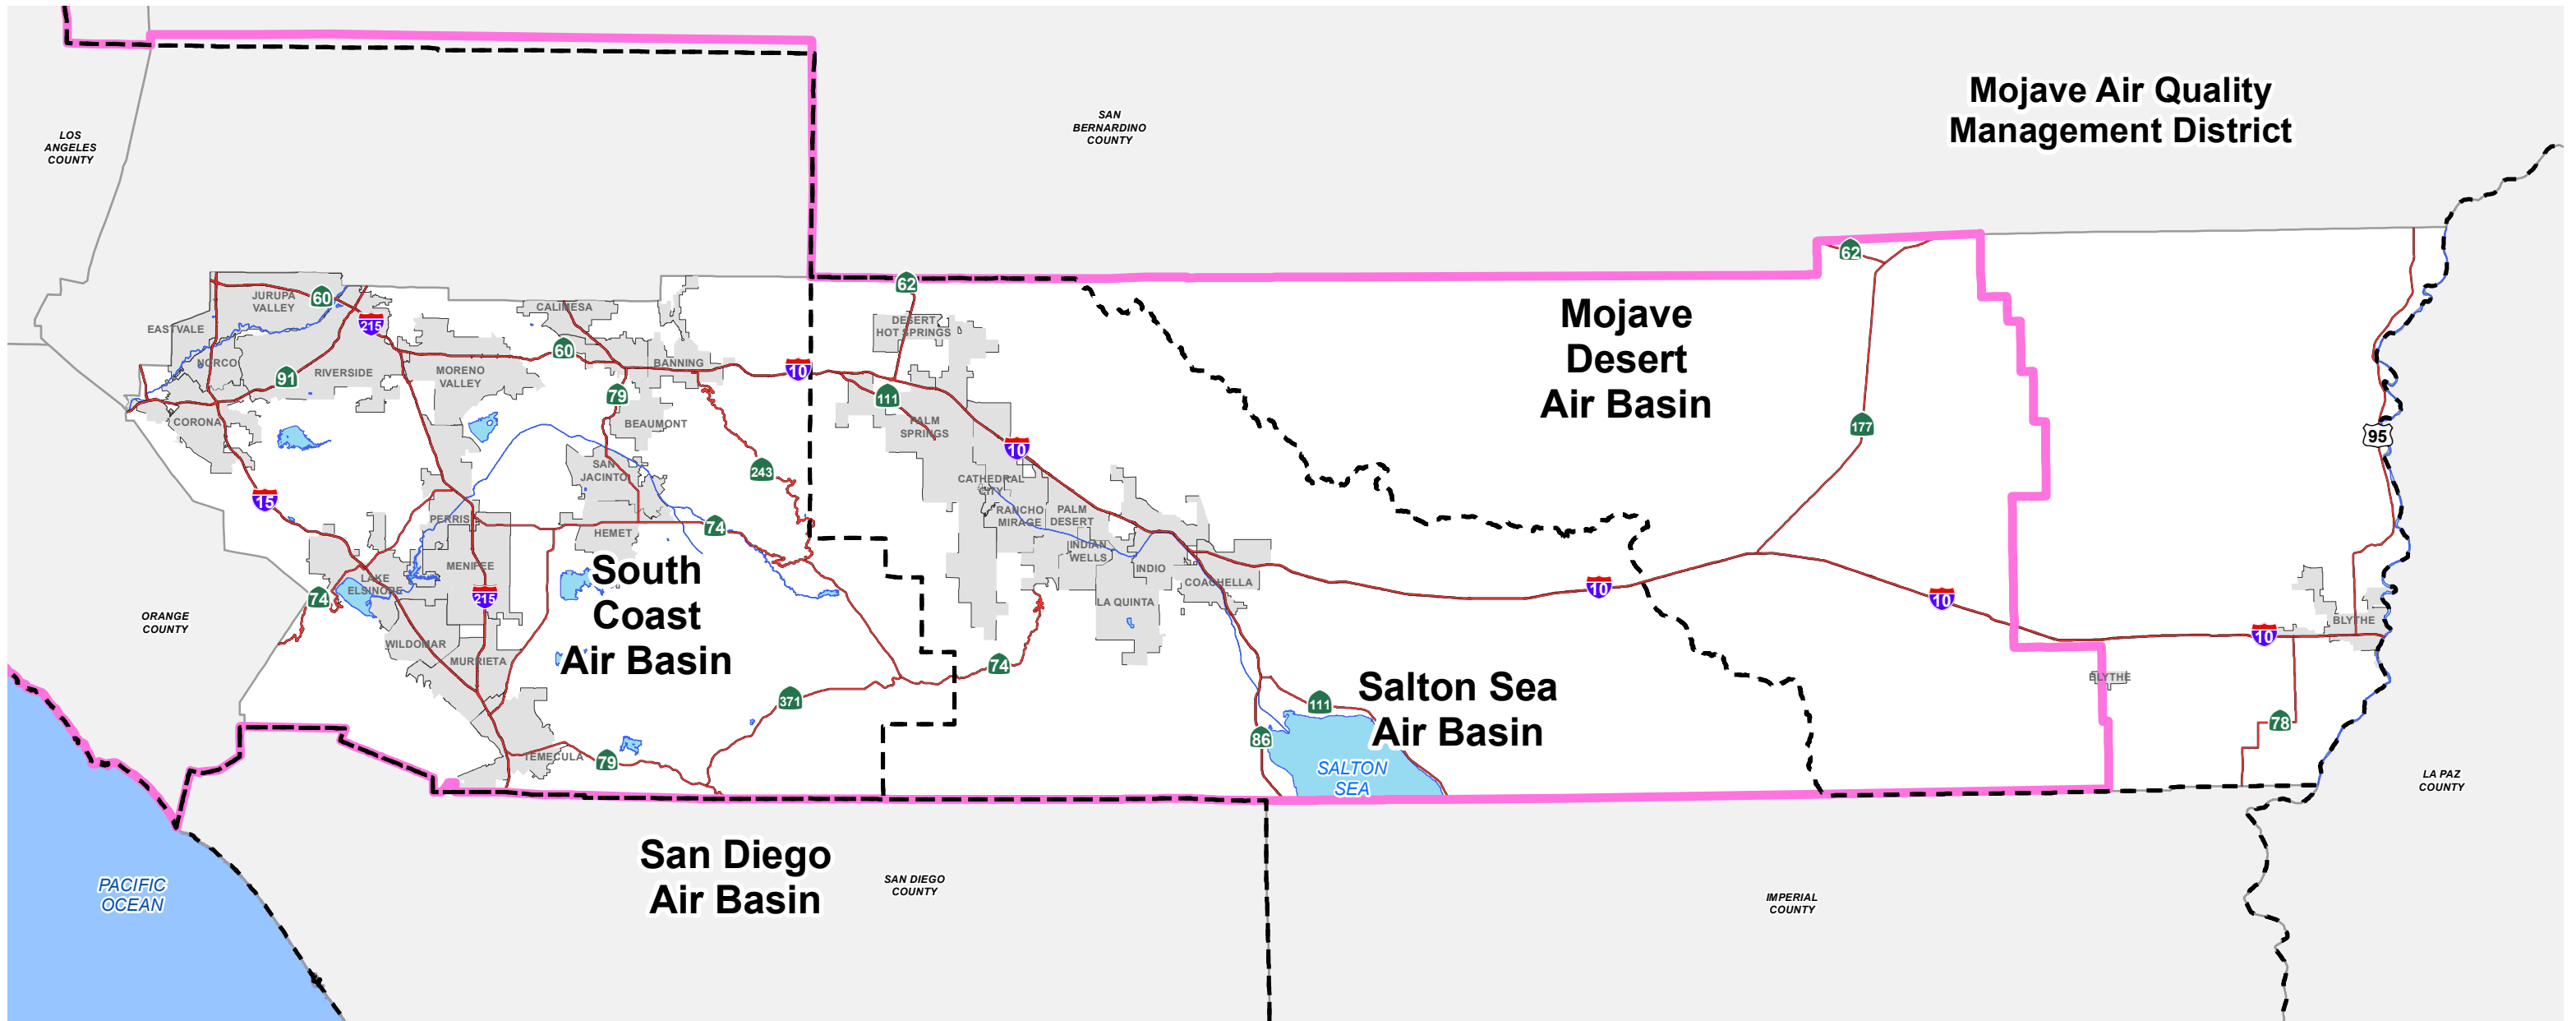 Mojave Air Quality
Management District
LOS
ANGELES
COUNTY
SAN
BERNARDINO
COUNTY
62
62
JURUPA
VALLEY
60
215
CALIMESA
EASTVALE
DESERT
HOT SPRINGS
Mojave
Desert
Air Basin
NORCO
91
RIVERSIDE
60
MORENO
VALLEY
BANNING
10
79
111
CORONA
BEAUMONT
PALM
SPRINGS
177
95
10
243
SAN
JACINTO
CATHEDRAL
CITY
15
PERRIS
74
HEMET
RANCHO
MIRAGE
PALM
DESERT
INDIAN
WELLS
INDIO
COACHELLA
LA QUINTA
MENIFEE
LAKE
ELSINORE
74
215
10
10
10
BLYTHE
South
Coast
Air Basin
ORANGE
COUNTY
WILDOMAR
MURRIETA
74
371
BLYTHE
Salton Sea
Air Basin
111
86
78
SALTON
SEA
TEMECULA
79
LA PAZ
COUNTY
San Diego
Air Basin
SAN DIEGO
COUNTY
PACIFIC
OCEAN
IMPERIAL
COUNTY